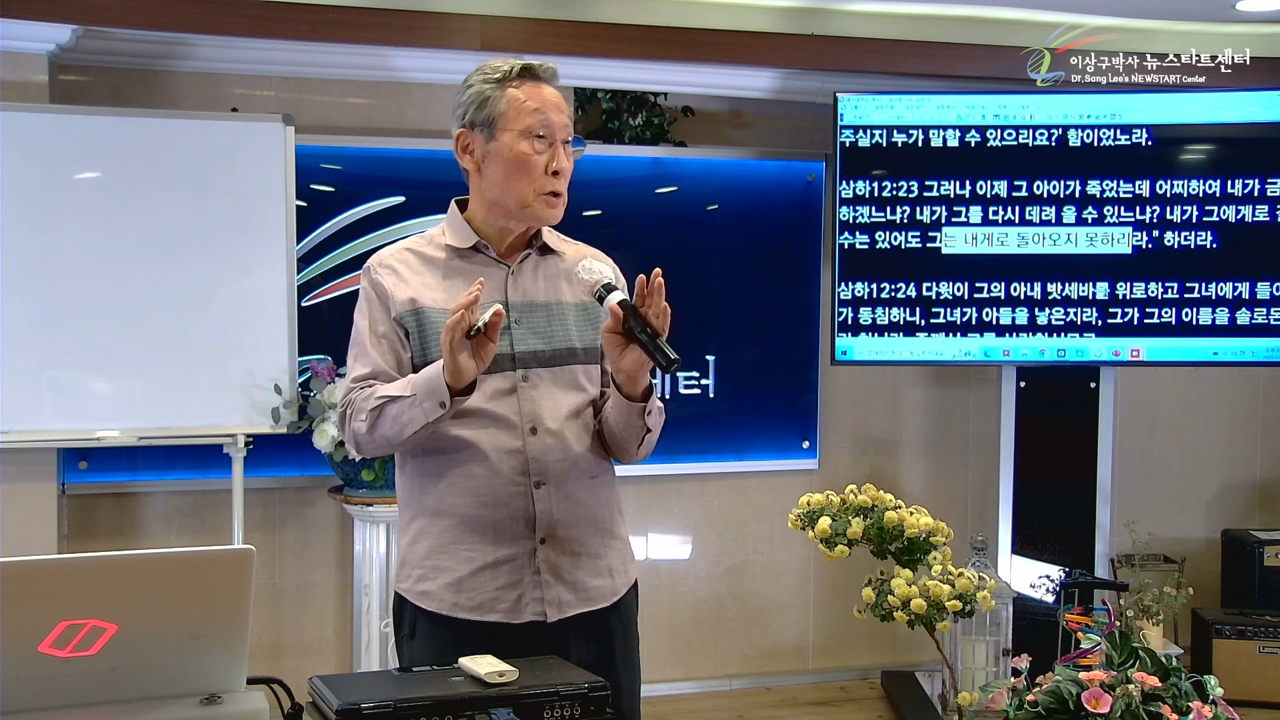 이상구박사 뉴스타트센터
Dr. Sang Lee's NEWSTART Center
주실지 누가 말할 수 있으리요?' 함이었노라.
삼하12:23 그러나 이제 그 아이가 죽었는데 어찌하여 내가 금
하겠느냐? 내가 그를 다시 데려 올 수 있느냐? 내가 그에게로
수는 있어도 그는 내게로 돌아오지 못하리라." 하더라.
삼하12:24 다윗이 그의 아내 밧세바를 위로하고 그녀에게 들어
가 동침하니, 그녀가 아들을 낳은지라, 그가 그의 이름을 솔로몬
센터